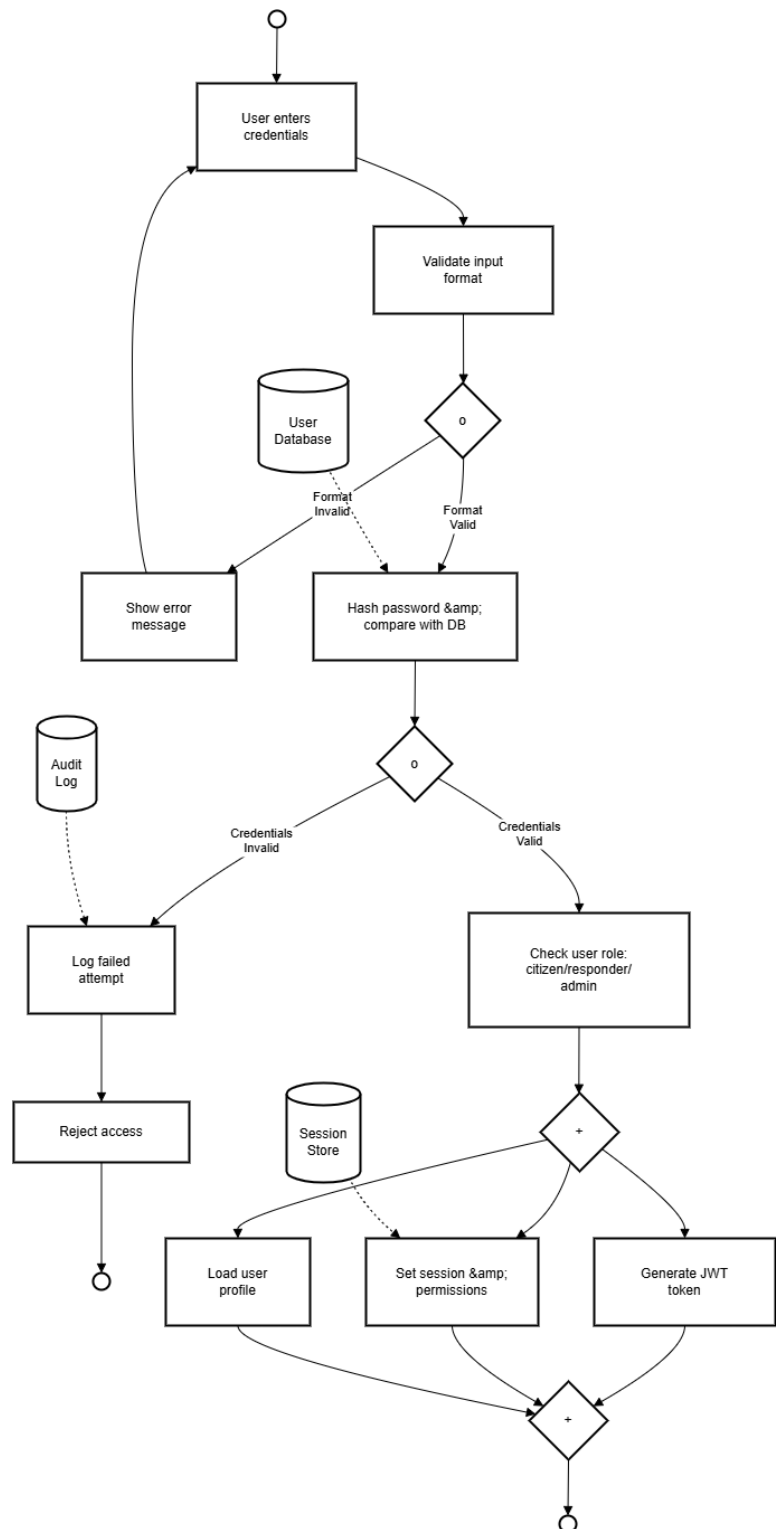 User enters
credentials
Validate input
format
o
User
Database
Format
Invalid
Format
Valid
Show error
message
Hash password &amp;
compare with DB
o
Audit
Log
Credentials
Invalid
Credentials
Valid
Log failed
attempt
Check user role:
citizen/responder/
admin
Reject access
Session
Store
+
Load user
profile
Set session &amp;
permissions
Generate JWT
token
+